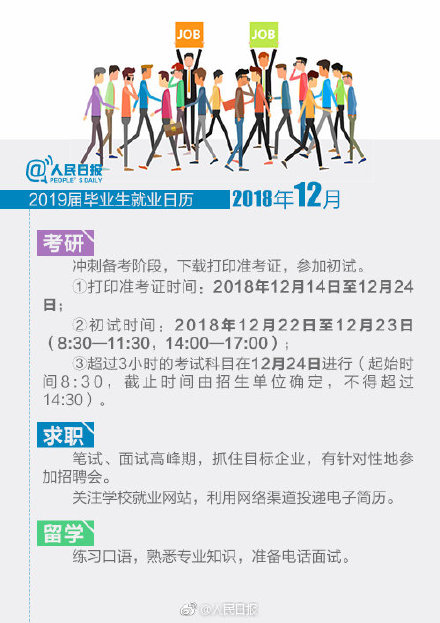 JOB
JOB
@人民日报
PEOPLE'S DAILY
2019届毕业生就业日历
2018年12月
考研
冲刺备考阶段，下载打印准考证，参加初试。
①打印准考证时间：2018年12月14日至12月24
日；
②初试时间：2018年12月22日至12月23日
（8:30—11:30，14:00—17:00）；
③超过3小时的考试科目在12月24日进行（起始时
间8:30，截止时间由招生单位确定，不得超过
14:30）。
求职
笔试、面试高峰期，抓住目标企业，有针对性地参
加招聘会。
关注学校就业网站，利用网络渠道投递电子简历。
留学
练习口语，熟悉专业知识，准备电话面试。
@人民日报